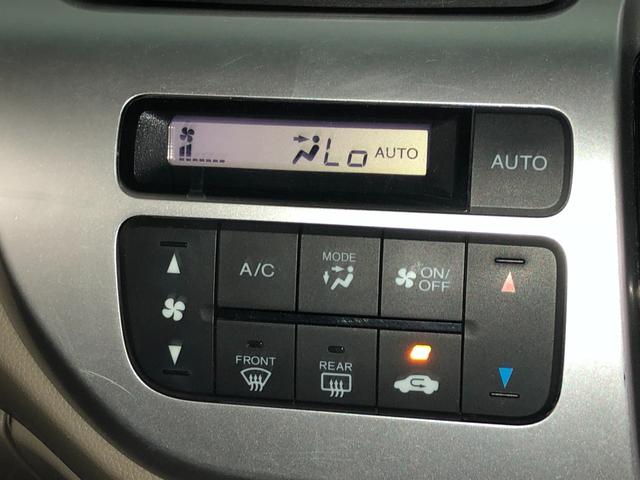 Lo AUTO
AUTO
A/C
MODE
ON/
OFF
FRONT
REAR